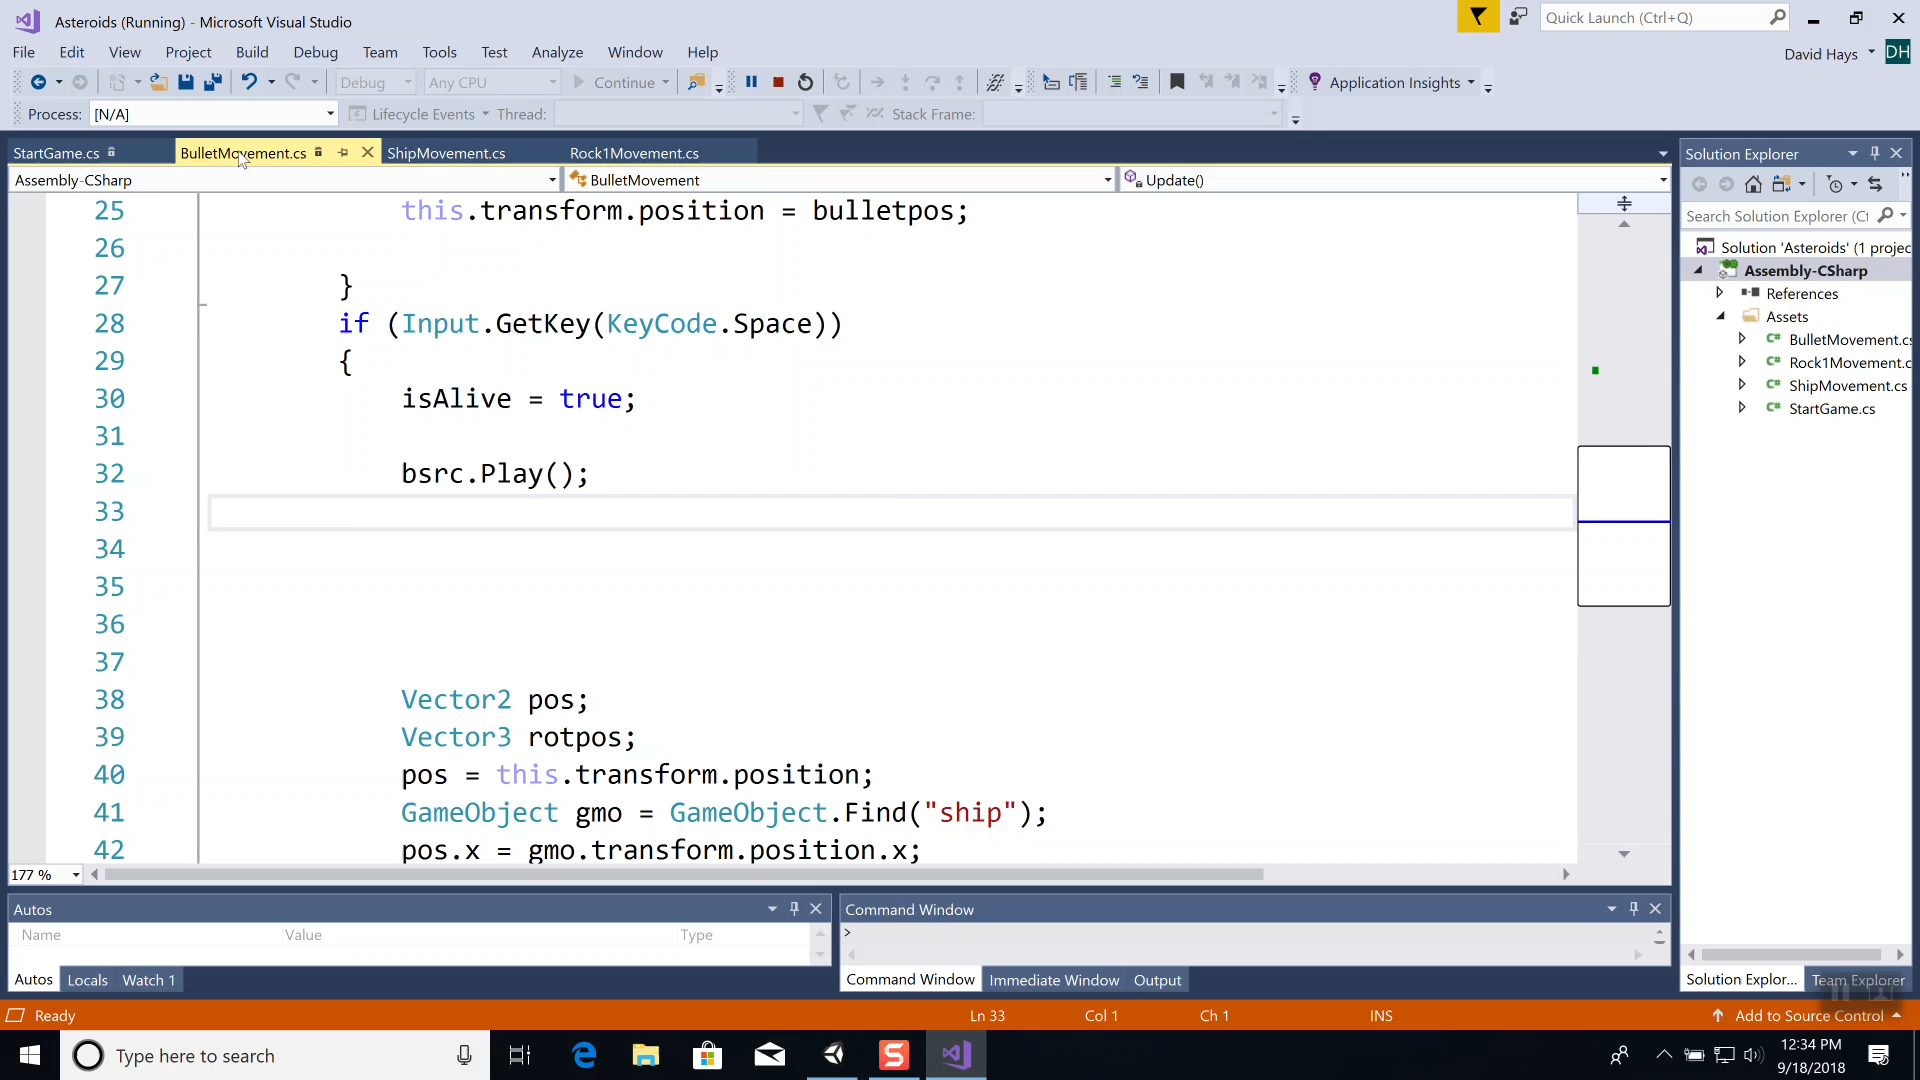 Asteroids (Running) - Microsoft Visual Studio
Quick Launch (Ctrl+Q)
File Edit View Project Build Debug Team Tools Test Analyze Window Help
David Hays DH
Debug Any CPU Continue Application Insights
Process: [N/A] Lifecycle Events Thread: Stack Frame:
StartGame.cs BulletMovement.cs ShipMovement.cs Rock1Movement.cs
Assembly-CSharp BulletMovement Update()
25 this.transform.position = bulletpos;
26
27 }
28 if (Input.GetKey(KeyCode.Space))
29 {
30 isAlive = true;
31
32 bsrc.Play();
33
34
35
36
37
38 Vector2 pos;
39 Vector3 rotpos;
40 pos = this.transform.position;
41 GameObject gmo = GameObject.Find("ship");
42 pos.x = gmo.transform.position.x;
177 %
Solution Explorer
Search Solution Explorer (Ct
Solution 'Asteroids' (1 projec
Assembly-CSharp
References
Assets
C# BulletMovement.cs
C# Rock1Movement.c
C# ShipMovement.cs
C# StartGame.cs
Autos
Name Value Type
Autos Locals Watch 1
Command Window
>
Command Window Immediate Window Output
Solution Explor... Team Explorer
Ready Ln 33 Col 1 Ch 1 INS Add to Source Control
Type here to search
12:34 PM
9/18/2018